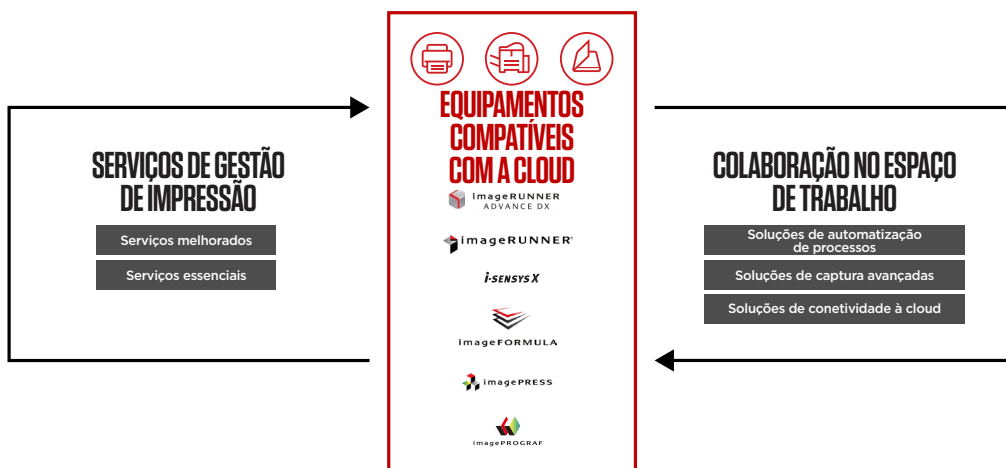 SERVIÇOS DE GESTÃO
DE IMPRESSÃO
Serviços melhorados
Serviços essenciais
EQUIPAMENTOS
COMPATÍVEIS
COM A CLOUD
imageRUNNER
ADVANCE DX
imageRUNNER®
i-SENSYS X
imageFORMULA
imagePRESS
imagePROGRAF
COLABORAÇÃO NO ESPAÇO
DE TRABALHO
Soluções de automatização
de processos
Soluções de captura avançadas
Soluções de conetividade à cloud